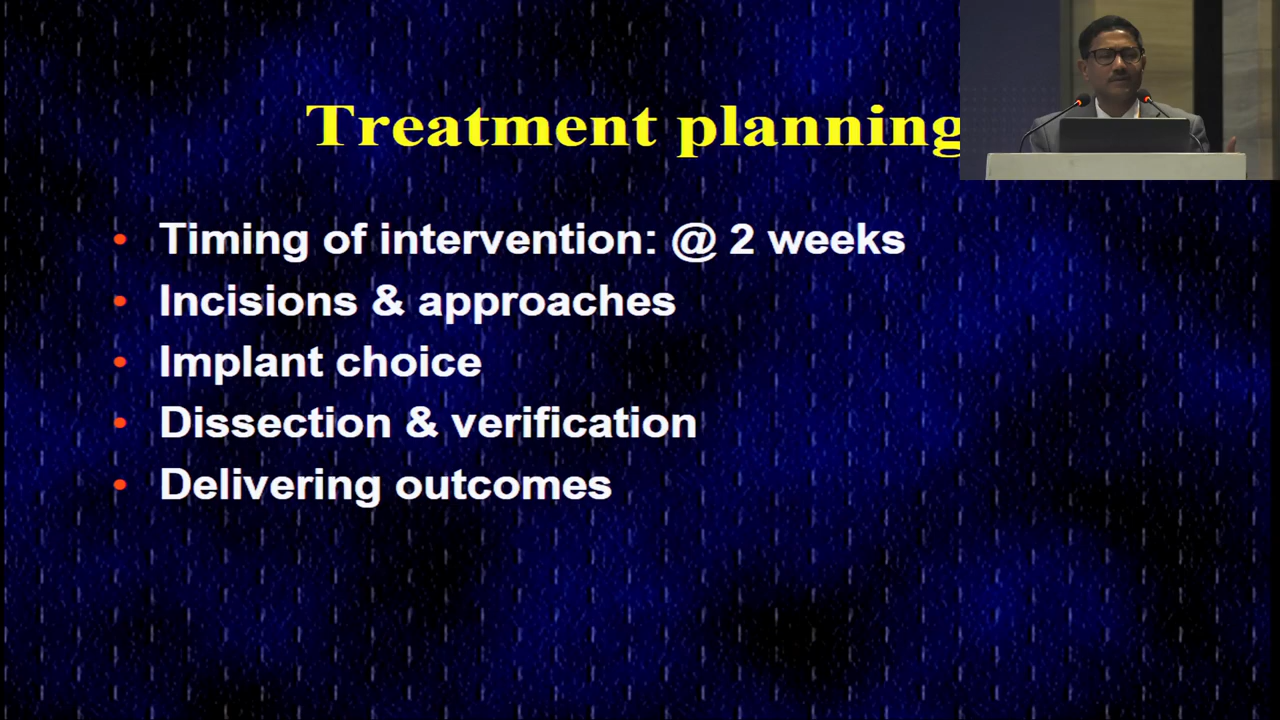 Treatment planning
• Timing of intervention: @ 2 weeks
• Incisions & approaches
• Implant choice
• Dissection & verification
• Delivering outcomes